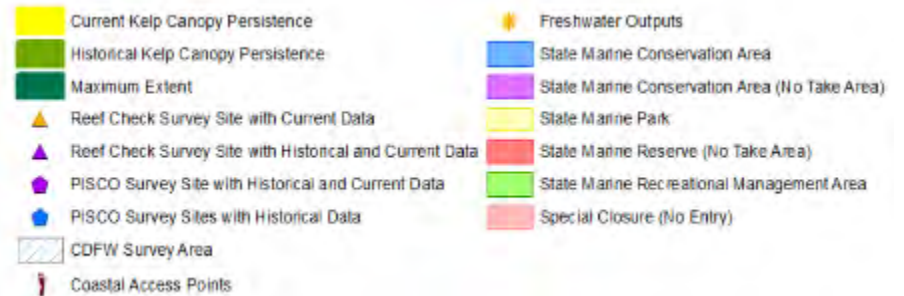 Current Kelp Canopy Persistence
Historical Kelp Canopy Persistence
Maximum Extent
Reef Check Survey Site with Current Data
Reef Check Survey Site with Historical and Current Data
PISCO Survey Site with Historical and Current Data
PISCO Survey Sites with Historical Data
CDFW Survey Area
Coastal Access Points
Freshwater Outputs
State Marine Conservation Area
State Marine Conservation Area (No Take Area)
State Marine Park
State Marine Reserve (No Take Area)
State Marine Recreational Management Area
Special Closure (No Entry)